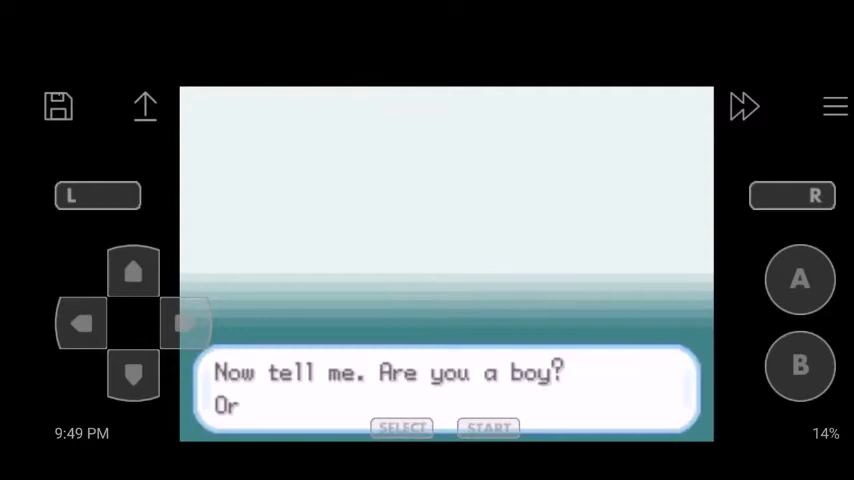 L
R
A
B
Now tell me. Are you a boy?
Or
SELECT START
9:49 PM
14%